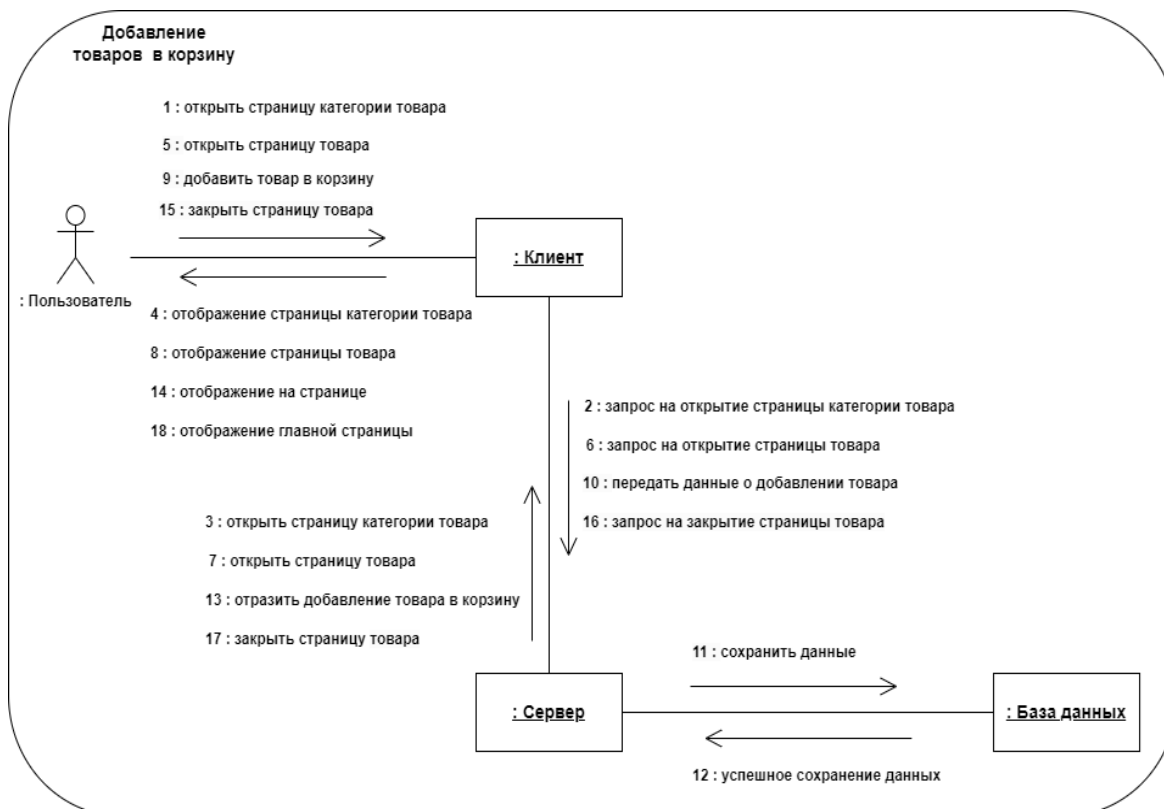 Добавление
товаров в корзину
1 : открыть страницу категории товара
5 : открыть страницу товара
9 : добавить товар в корзину
15 : закрыть страницу товара
: Клиент
: Пользователь
4 : отображение страницы категории товара
8 : отображение страницы товара
14 : отображение на странице
18 : отображение главной страницы
2 : запрос на открытие страницы категории товара
6 : запрос на открытие страницы товара
10 : передать данные о добавлении товара
16 : запрос на закрытие страницы товара
3 : открыть страницу категории товара
7 : открыть страницу товара
13 : отразить добавление товара в корзину
17 : закрыть страницу товара
11 : сохранить данные
: Сервер
: База данных
12 : успешное сохранение данных